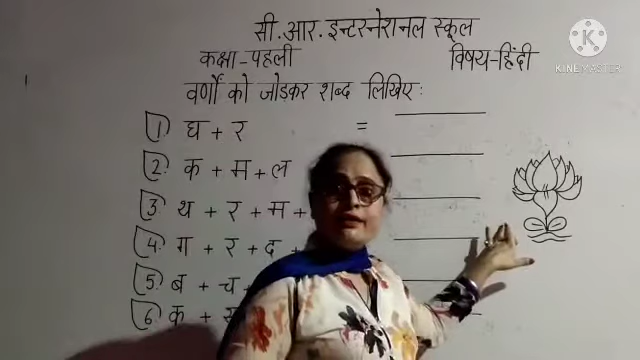 सी.आर.इन्टरनेशनल स्कूल
कक्षा-पहली विषय-हिंदी
वर्णों को जोडकर शब्द लिखिए:
1. घ + र =
2. क + म + ल
3. थ + र + म +
4. ग + र + द +
5. ब + च +
6. क +
K
KINEMASTER